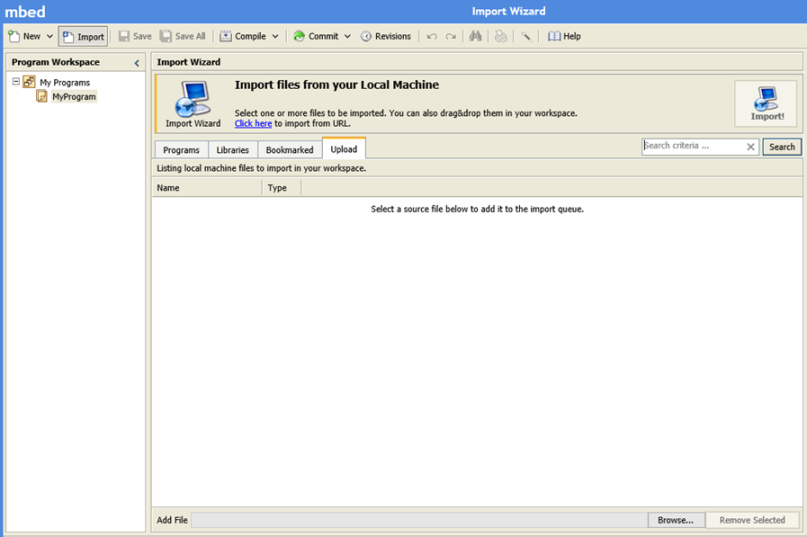 mbed
Import Wizard
New Import Save Save All Compile Commit Revisions Help
Program Workspace
My Programs
MyProgram
Import Wizard
Import Wizard
Import files from your Local Machine
Select one or more files to be imported. You can also drag&drop them in your workspace.
Click here to import from URL.
Import!
Programs Libraries Bookmarked Upload
Search criteria ... Search
Listing local machine files to import in your workspace.
Name Type
Select a source file below to add it to the import queue.
Add File Browse... Remove Selected